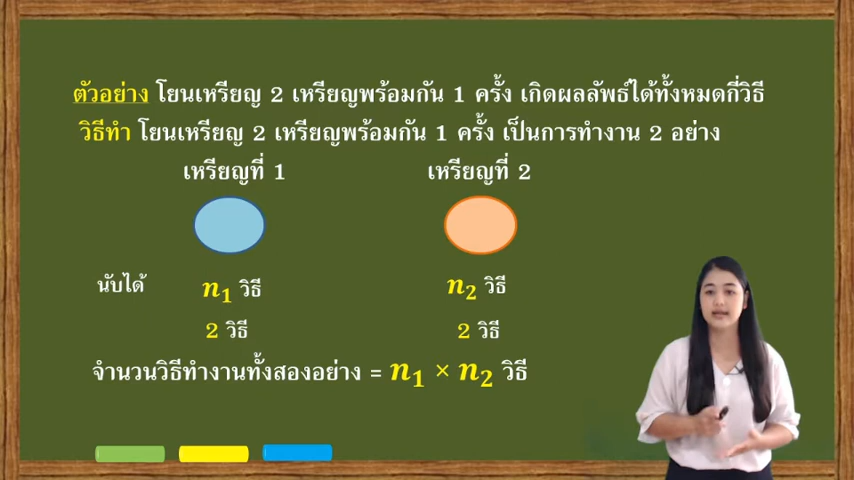 ตัวอย่าง โยนเหรียญ 2 เหรียญพร้อมกัน 1 ครั้ง เกิดผลลัพธ์ได้ทั้งหมดกี่วิธี
วิธีทำ โยนเหรียญ 2 เหรียญพร้อมกัน 1 ครั้ง เป็นการทำงาน 2 อย่าง
เหรียญที่ 1 เหรียญที่ 2
นับได้ n₁ วิธี n₂ วิธี
2 วิธี 2 วิธี
จำนวนวิธีทำงานทั้งสองอย่าง = n₁ × n₂ วิธี